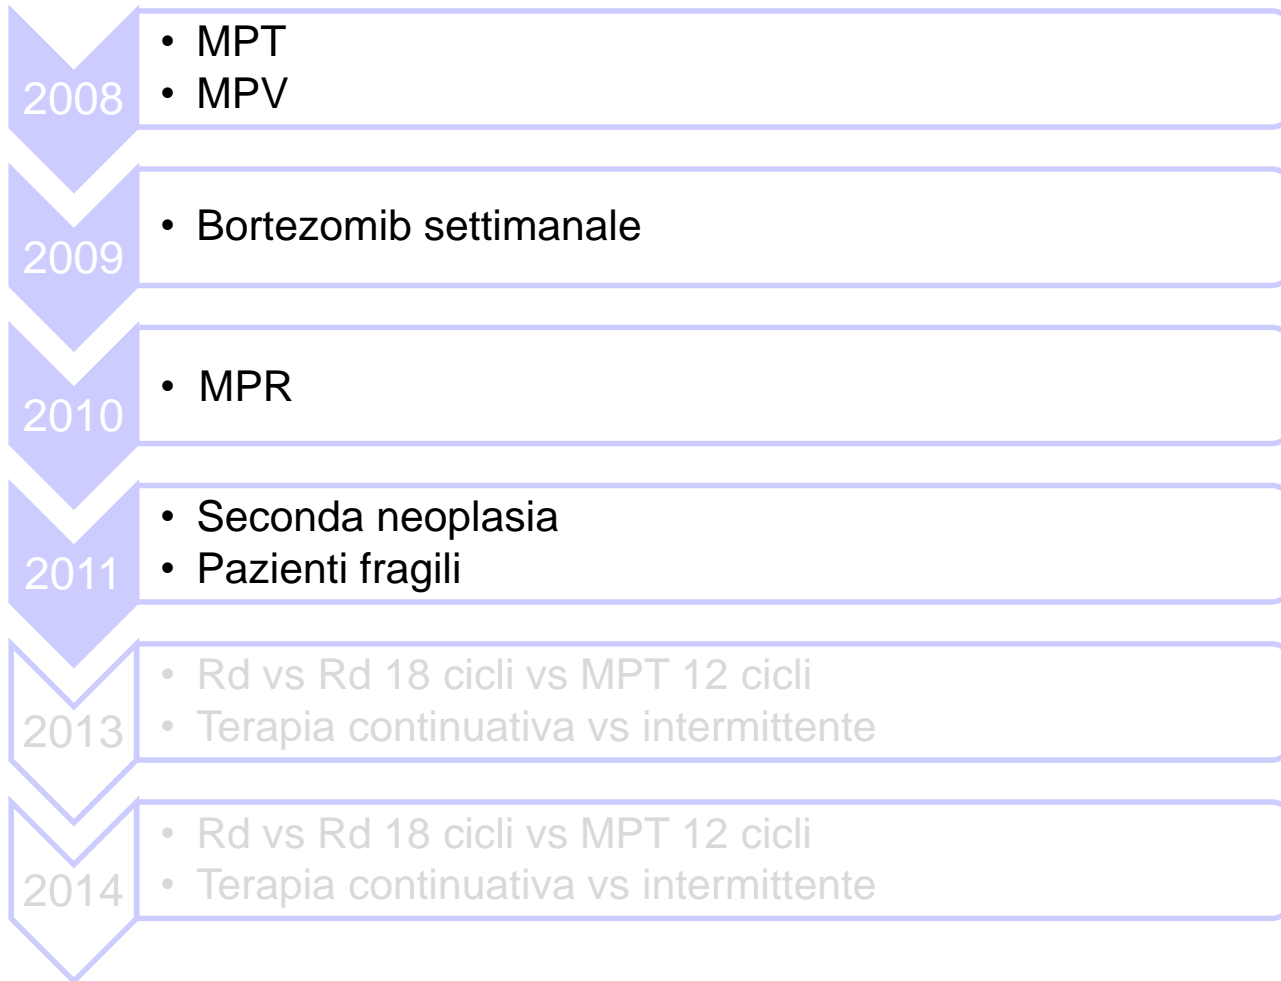 2008
• MPT
• MPV
2009
• Bortezomib settimanale
2010
• MPR
2011
• Seconda neoplasia
• Pazienti fragili
2013
• Rd vs Rd 18 cicli vs MPT 12 cicli
• Terapia continuativa vs intermittente
2014
• Rd vs Rd 18 cicli vs MPT 12 cicli
• Terapia continuativa vs intermittente